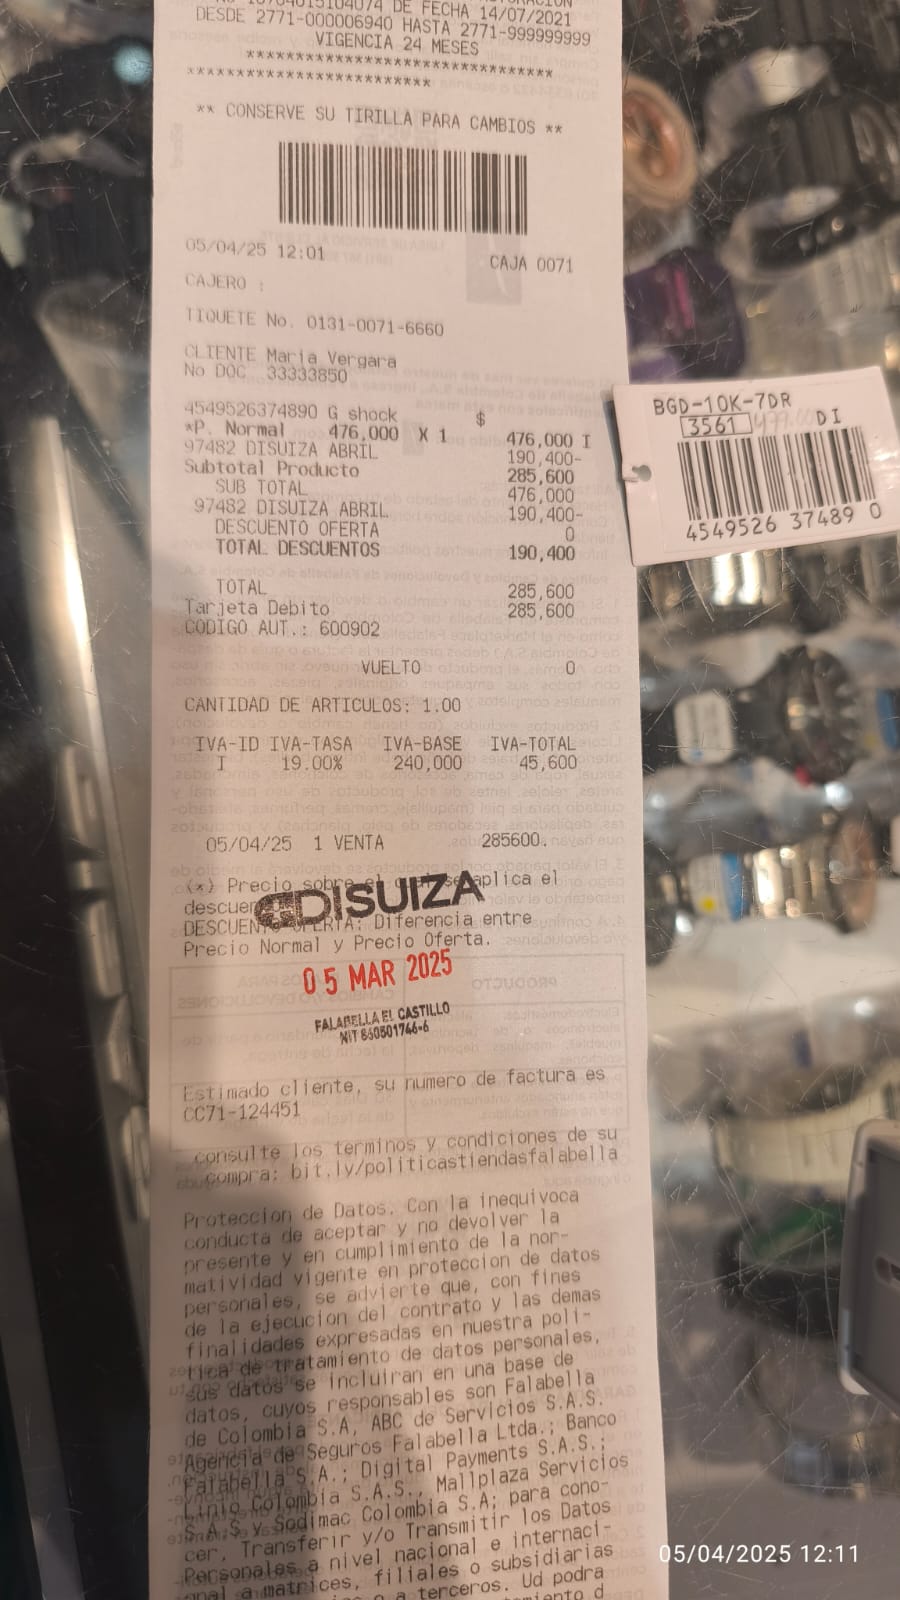 DE FECHA 14/07/2021
DESDE 2771-000006940 HASTA 2771-999999999
VIGENCIA 24 MESES
** CONSERVE SU TIRILLA PARA CAMBIOS **
05/04/25 12:01 CAJA 0071
CAJERO :
TIQUETE No. 0131-0071-6660
CLIENTE Maria Vergara
No DOC 33333850
4549526374890 G shock $
*P. Normal 476,000 X 1 476,000 I
97482 DISUIZA ABRIL 190,400-
Subtotal Producto 285,600
SUB TOTAL 476,000
97482 DISUIZA ABRIL 190,400-
DESCUENTO OFERTA 0
TOTAL DESCUENTOS 190,400
TOTAL 285,600
Tarjeta Debito 285,600
CODIGO AUT.: 600902
VUELTO 0
CANTIDAD DE ARTICULOS: 1.00
IVA-ID IVA-TASA IVA-BASE IVA-TOTAL
I 19.00% 240,000 45,600
05/04/25 1 VENTA 285600.
(*) Precio sobre se aplica el
DISUIZA
DESCUENTO OFERTA: Diferencia entre
Precio Normal y Precio Oferta.
05 MAR 2025
FALABELLA EL CASTILLO
NIT 860501746-6
Estimado cliente, su numero de factura es
CC71-124451
consulte los terminos y condiciones de su
compra: bit.ly/politicastiendasfalabella
Proteccion de Datos. Con la inequivoca
conducta de aceptar y no devolver la
presente y en cumplimiento de la nor-
matividad vigente en proteccion de datos
personales, se advierte que, con fines
de la ejecucion del contrato y las demas
finalidades expresadas en nuestra poli-
tica de tratamiento de datos personales,
sus datos se incluiran en una base de
datos, cuyos responsables son Falabella
de Colombia S.A, ABC de Servicios S.A.S.
Agencia de Seguros Falabella Ltda.; Banco
Falabella S.A.; Digital Payments S.A.S.;
Linio Colombia S.A.S., Mallplaza Servicios
S.A.S y Sodimac Colombia S.A; para cono-
cer, Transferir y/o Transmitir los Datos
Personales a nivel nacional e internaci-
onal a matrices, filiales o subsidiarias
o a terceros. Ud podra
BGD-10K-7DR
3561 DI
4549526 37489 0
05/04/2025 12:11